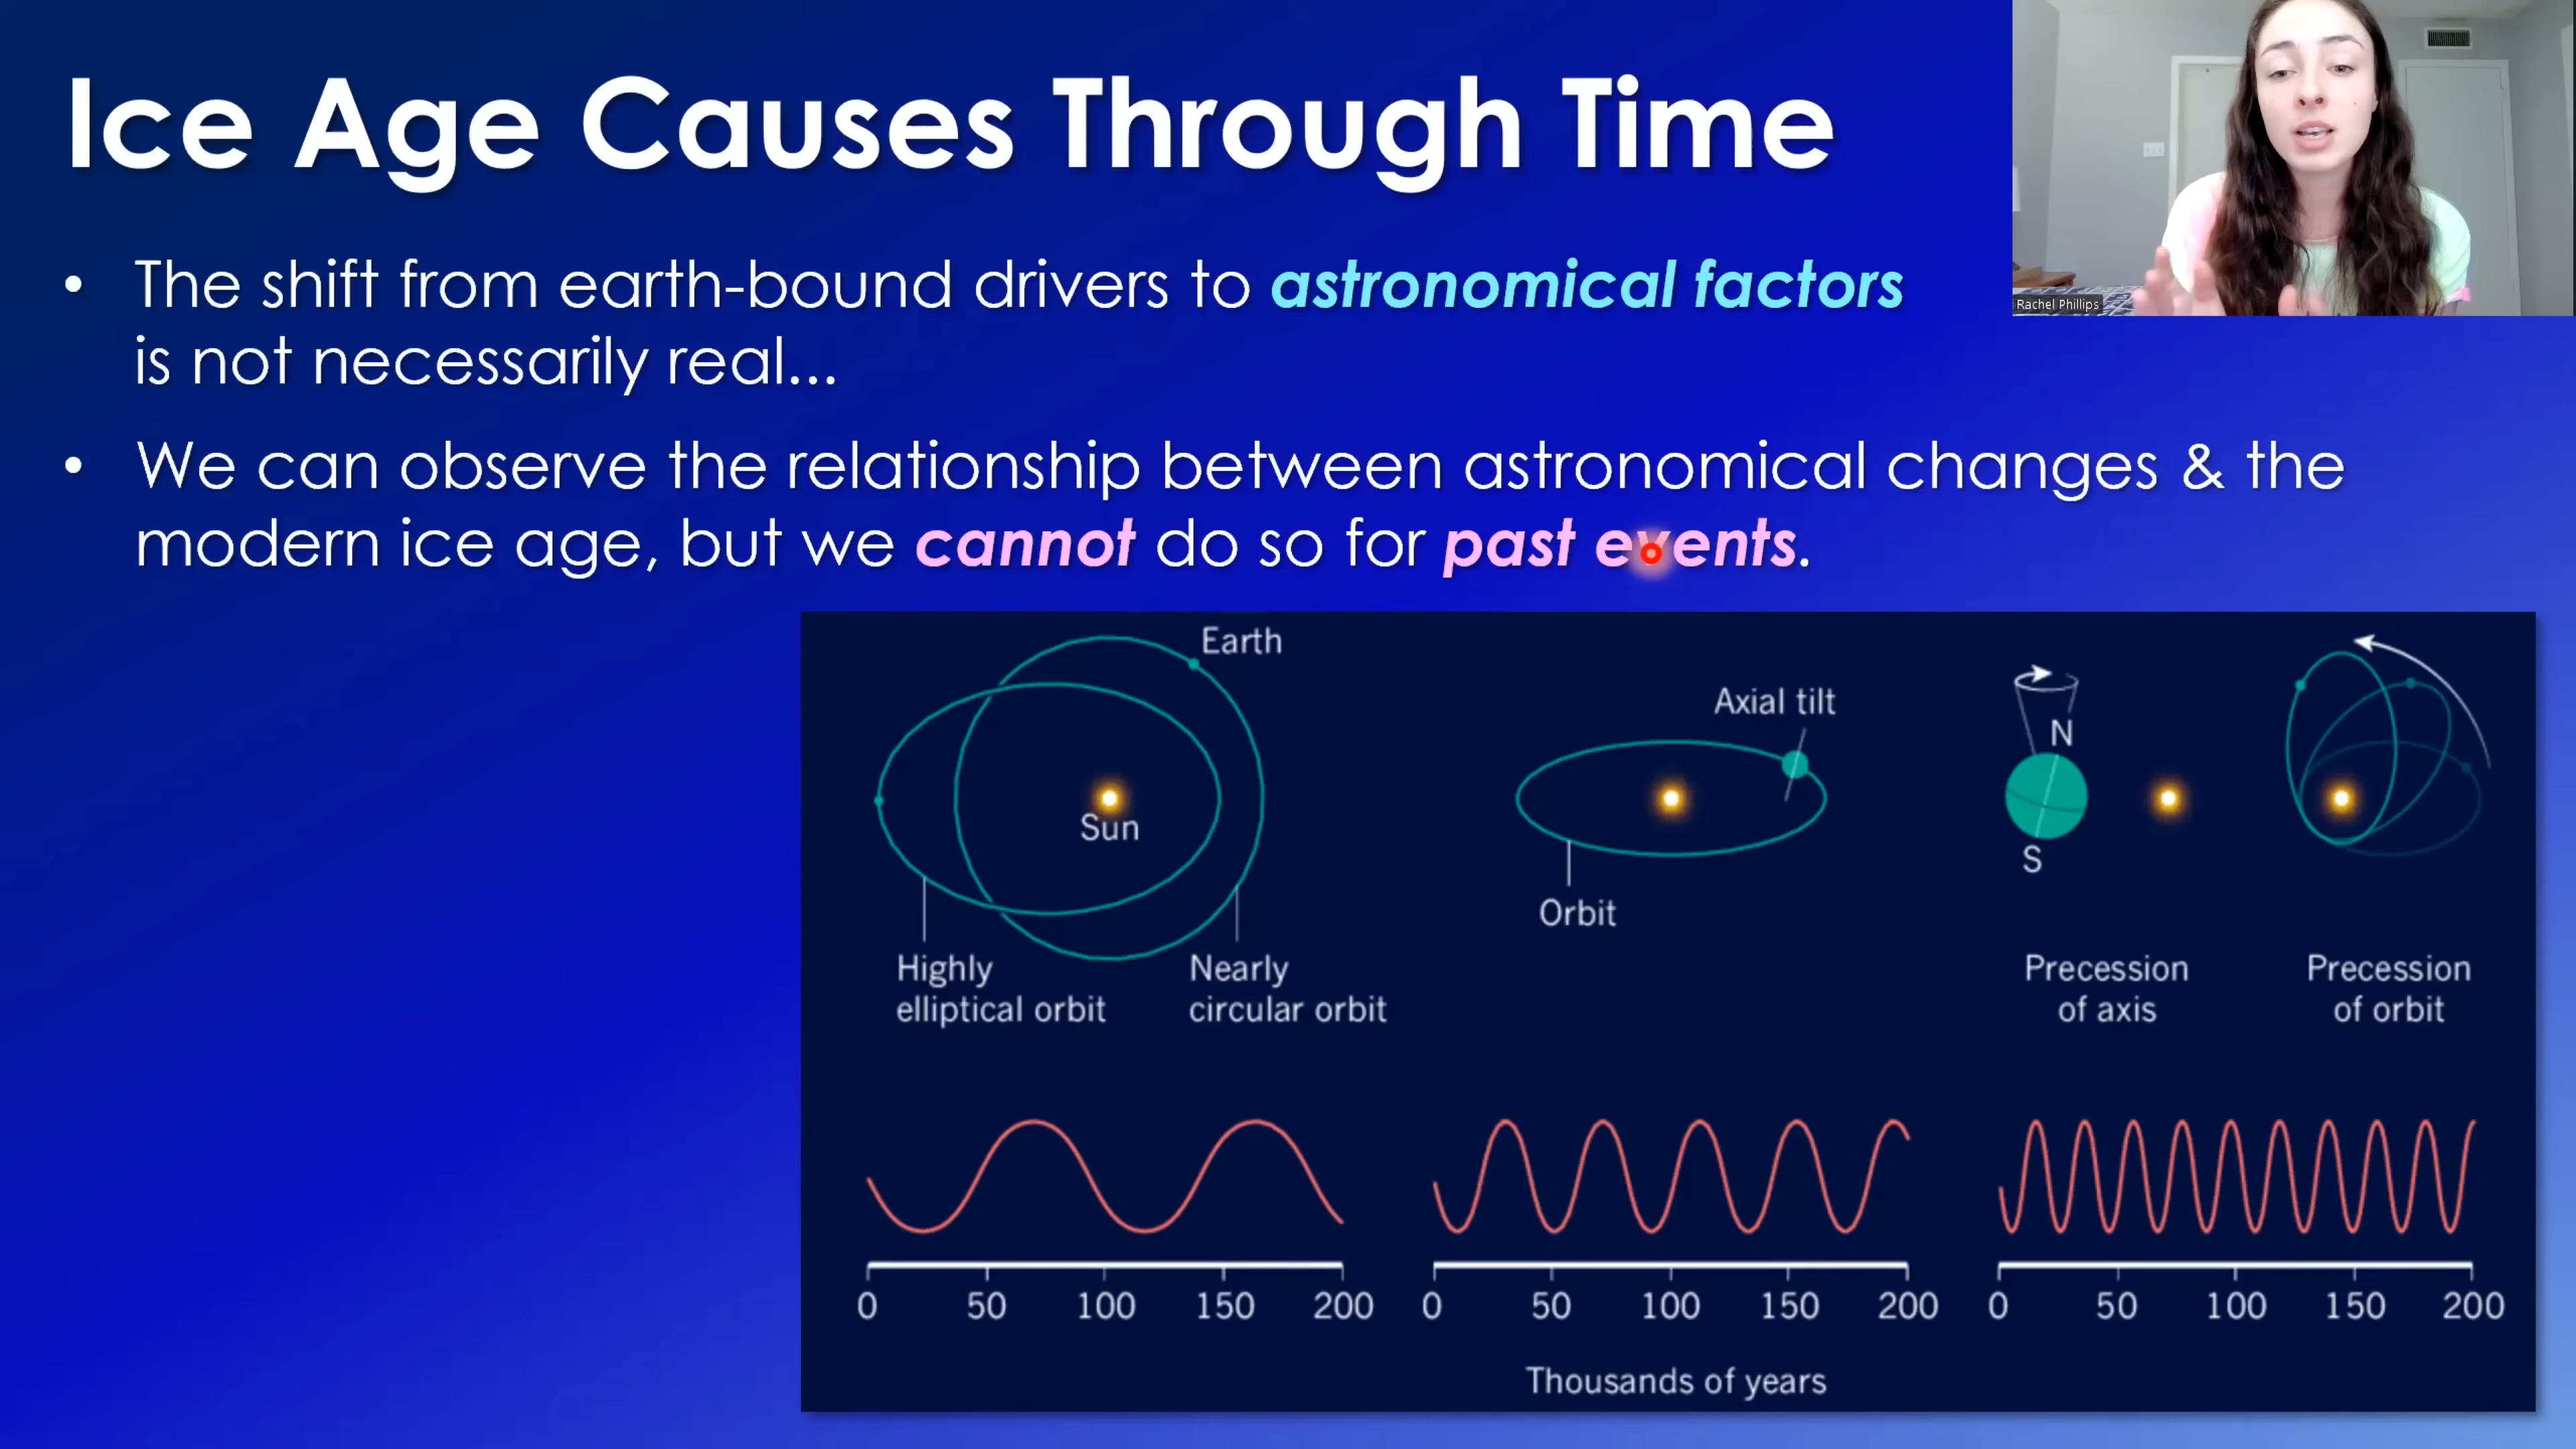 Ice Age Causes Through Time
Rachel Phillips
• The shift from earth-bound drivers to astronomical factors
is not necessarily real...
• We can observe the relationship between astronomical changes & the
modern ice age, but we cannot do so for past events.
Earth
Sun
Highly
elliptical orbit
Nearly
circular orbit
Axial tilt
Orbit
N
S
Precession
of axis
Precession
of orbit
0 50 100 150 200
0 50 100 150 200
0 50 100 150 200
Thousands of years